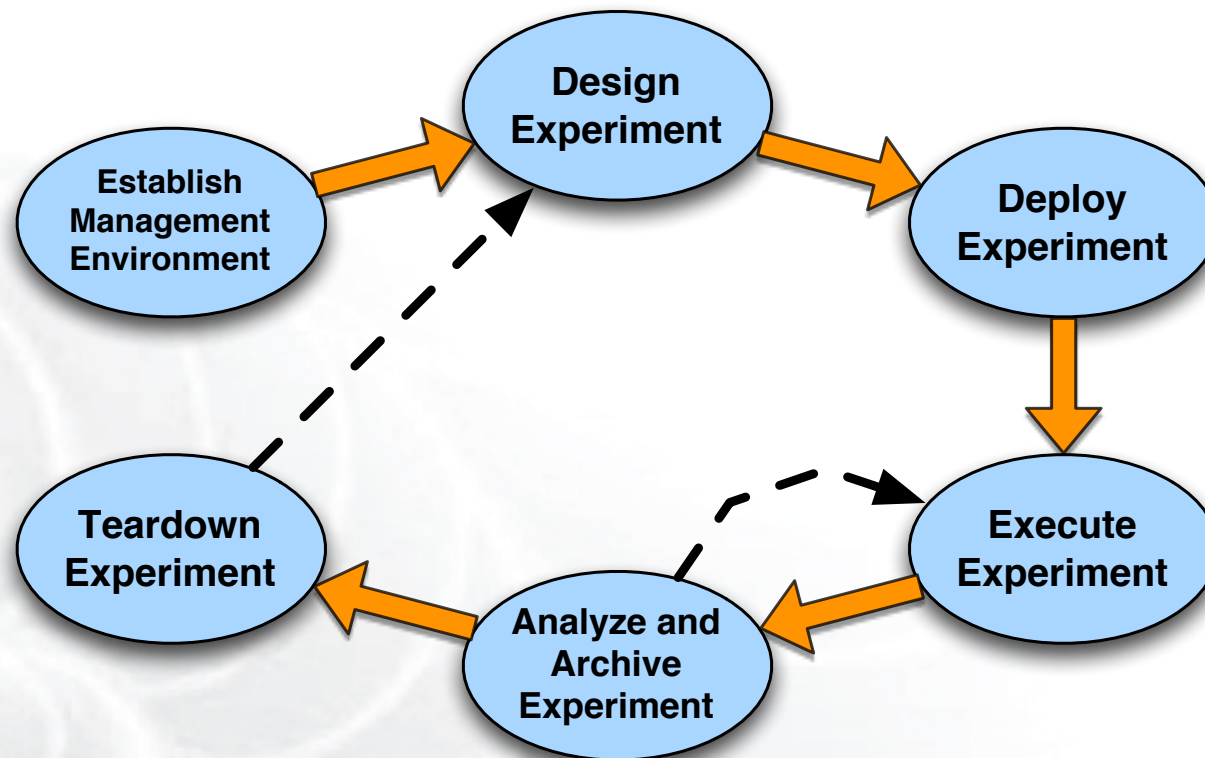 Design
Experiment
Establish
Management
Environment
Deploy
Experiment
Teardown
Experiment
Execute
Experiment
Analyze and
Archive
Experiment